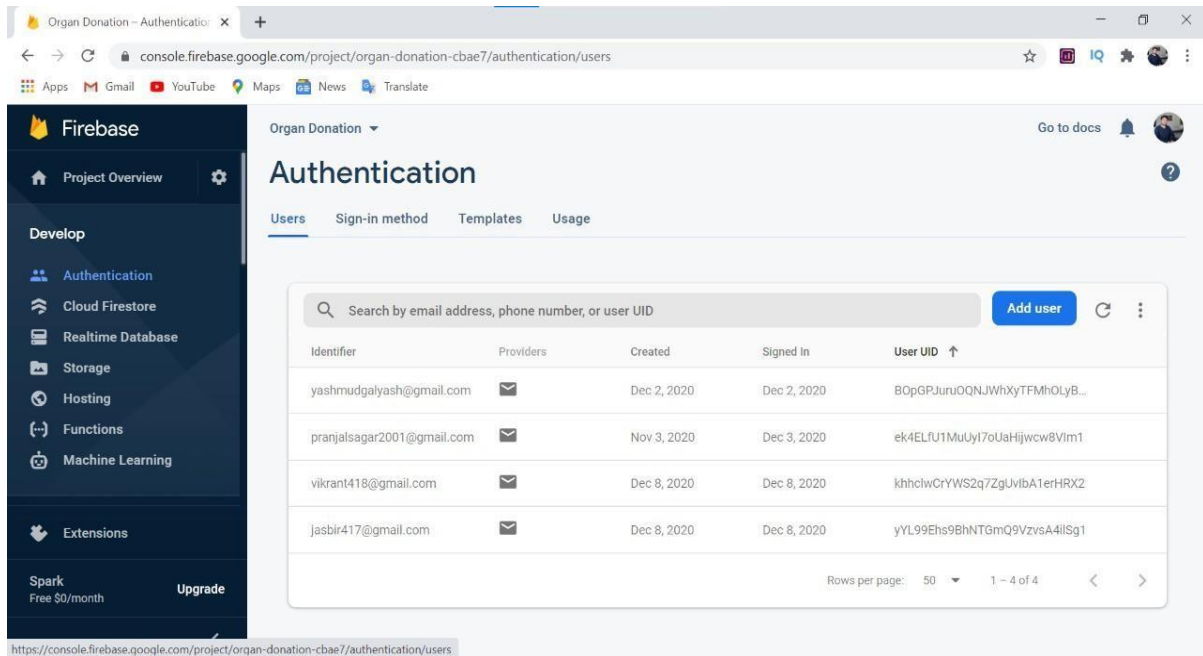 Organ Donation – Authentication
console.firebase.google.com/project/organ-donation-cbae7/authentication/users
IQ
Apps Gmail YouTube Maps News Translate
Firebase
Organ Donation
Go to docs
Project Overview
Authentication
Users Sign-in method Templates Usage
Develop
Authentication
Cloud Firestore
Realtime Database
Storage
Hosting
Functions
Machine Learning
Extensions
Spark
Free $0/month
Upgrade
Search by email address, phone number, or user UID
Add user
Identifier Providers Created Signed In User UID
yashmudgalyash@gmail.com Dec 2, 2020 Dec 2, 2020 BOpGPJuruOQNJWhXyTFMhOLyB...
pranjalsagar2001@gmail.com Nov 3, 2020 Dec 3, 2020 ek4ELfU1MuUyI7oUaHijwcw8VIm1
vikrant418@gmail.com Dec 8, 2020 Dec 8, 2020 khhcIwCrYWS2q7ZgUvIbA1erHRX2
jasbir417@gmail.com Dec 8, 2020 Dec 8, 2020 yYL99Ehs9BhNTGmQ9VzvsA4ilSg1
Rows per page: 50 1 – 4 of 4
https://console.firebase.google.com/project/organ-donation-cbae7/authentication/users